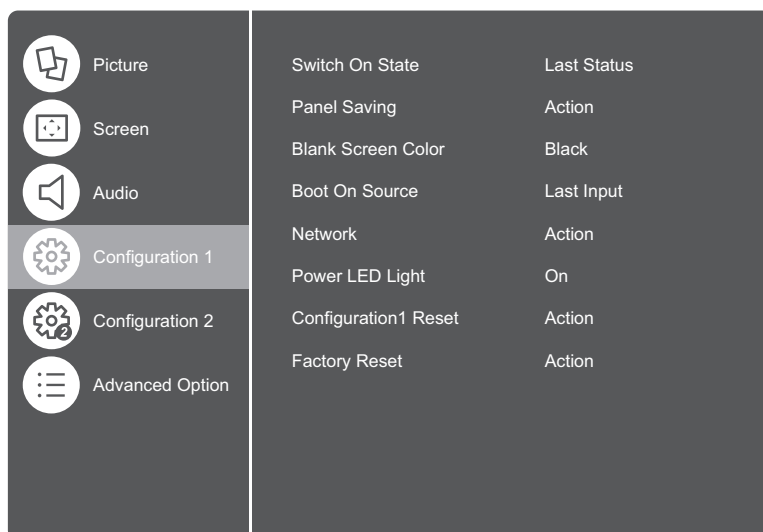 Picture
Screen
Audio
Configuration 1
2
Configuration 2
Advanced Option
Switch On State Last Status
Panel Saving Action
Blank Screen Color Black
Boot On Source Last Input
Network Action
Power LED Light On
Configuration1 Reset Action
Factory Reset Action